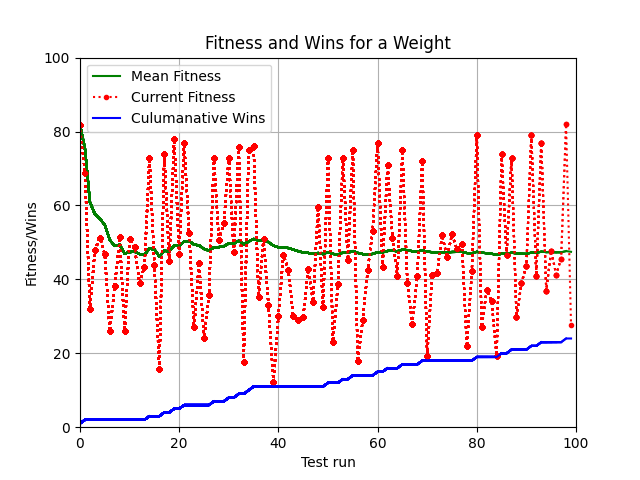 Fitness and Wins for a Weight
Mean Fitness
Current Fitness
Culumanative Wins
Fitness/Wins
100
80
60
40
20
0
0 20 40 60 80 100
Test run